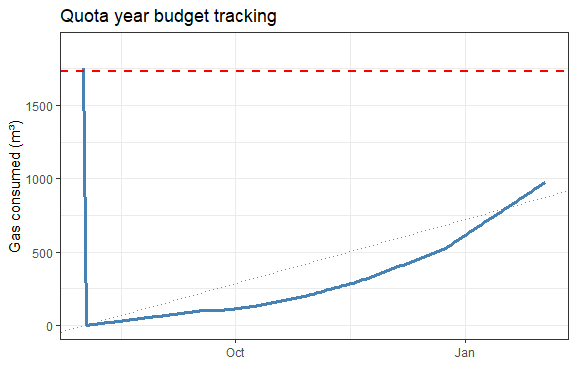 Quota year budget tracking
Gas consumed (m³)
1500
1000
500
0
Oct
Jan